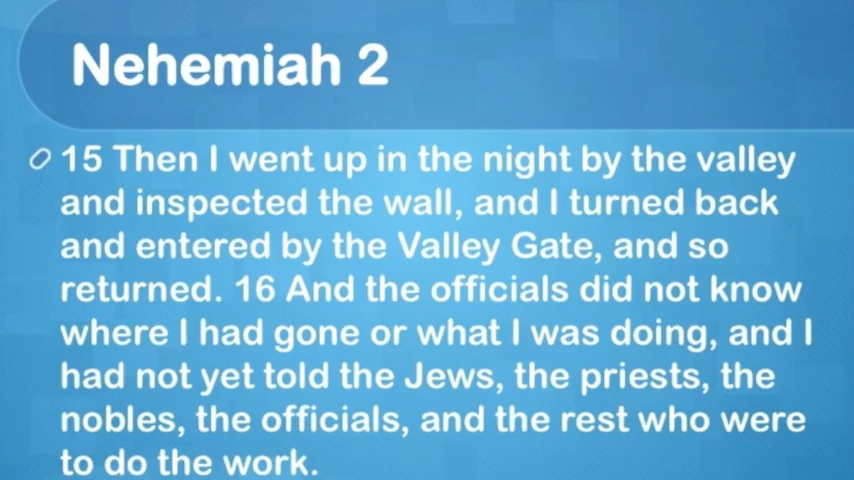 Nehemiah 2
15 Then I went up in the night by the valley
and inspected the wall, and I turned back
and entered by the Valley Gate, and so
returned. 16 And the officials did not know
where I had gone or what I was doing, and I
had not yet told the Jews, the priests, the
nobles, the officials, and the rest who were
to do the work.